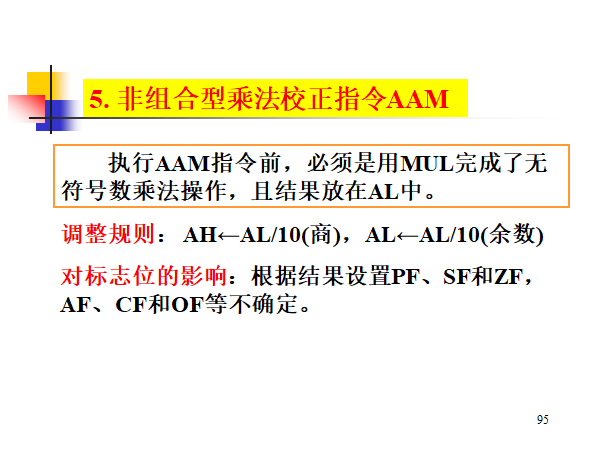 5. 非组合型乘法校正指令AAM
执行AAM指令前，必须是用MUL完成了无
符号数乘法操作，且结果放在AL中。
调整规则： AH←AL/10(商)，AL←AL/10(余数)
对标志位的影响：根据结果设置PF、SF和ZF，
AF、CF和OF等不确定。
95